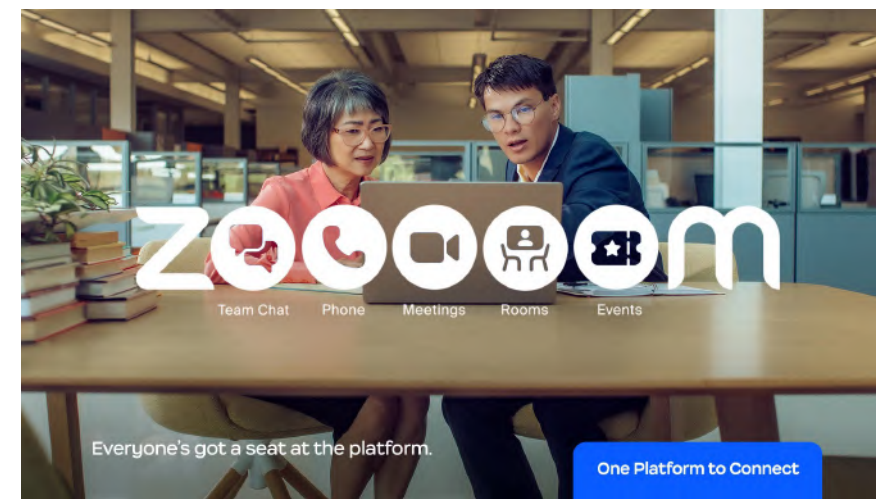 zooooom
Team Chat
Phone
Meetings
Rooms
Events
Everyone's got a seat at the platform.
One Platform to Connect